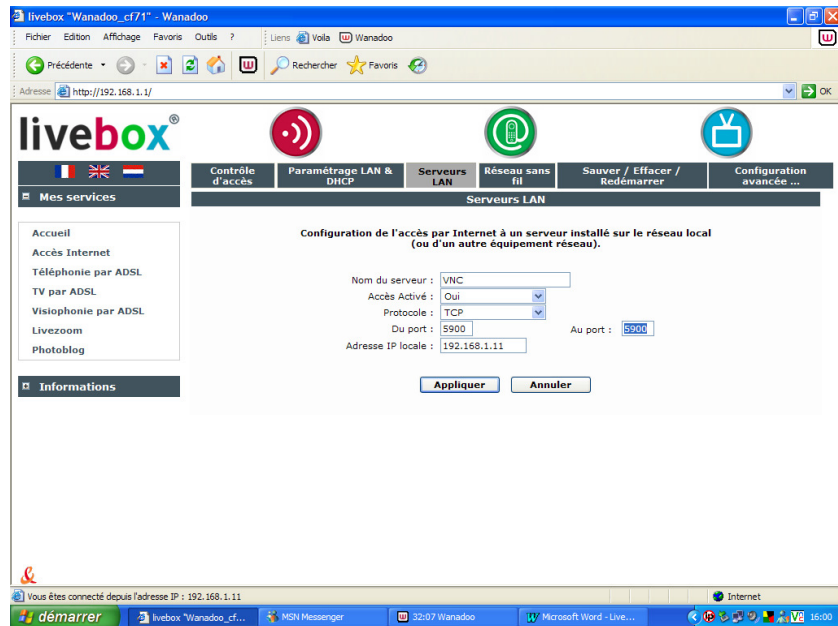 livebox "Wanadoo_cf71" - Wanadoo
Fichier Edition Affichage Favoris Outils ? Liens Voila Wanadoo
Précédente Rechercher Favoris
Adresse http://192.168.1.1/ OK
livebox®
Contrôle d'accès
Paramétrage LAN & DHCP
Serveurs LAN
Réseau sans fil
Sauver / Effacer / Redémarrer
Configuration avancée ...
Mes services
Serveurs LAN
Accueil
Accès Internet
Téléphonie par ADSL
TV par ADSL
Visiophonie par ADSL
Livezoom
Photoblog
Informations
Configuration de l'accès par Internet à un serveur installé sur le réseau local
(ou d'un autre équipement réseau).
Nom du serveur : VNC
Accès Activé : Oui
Protocole : TCP
Du port : 5900 Au port : 5900
Adresse IP locale : 192.168.1.11
Appliquer Annuler
Vous êtes connecté depuis l'adresse IP : 192.168.1.11 Internet
démarrer livebox "Wanadoo_cf... MSN Messenger 32:07 Wanadoo Microsoft Word - Live... 16:00